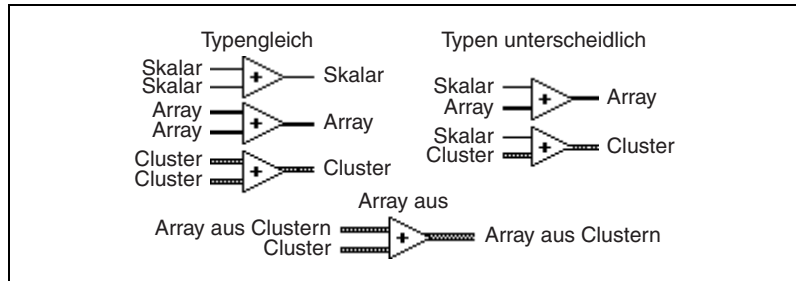 Typengleich
Skalar
Skalar
Skalar
Array
Array
Array
Cluster
Cluster
Cluster
Typen unterscheidlich
Skalar
Array
Array
Skalar
Cluster
Cluster
Array aus
Array aus Clustern
Cluster
Array aus Clustern